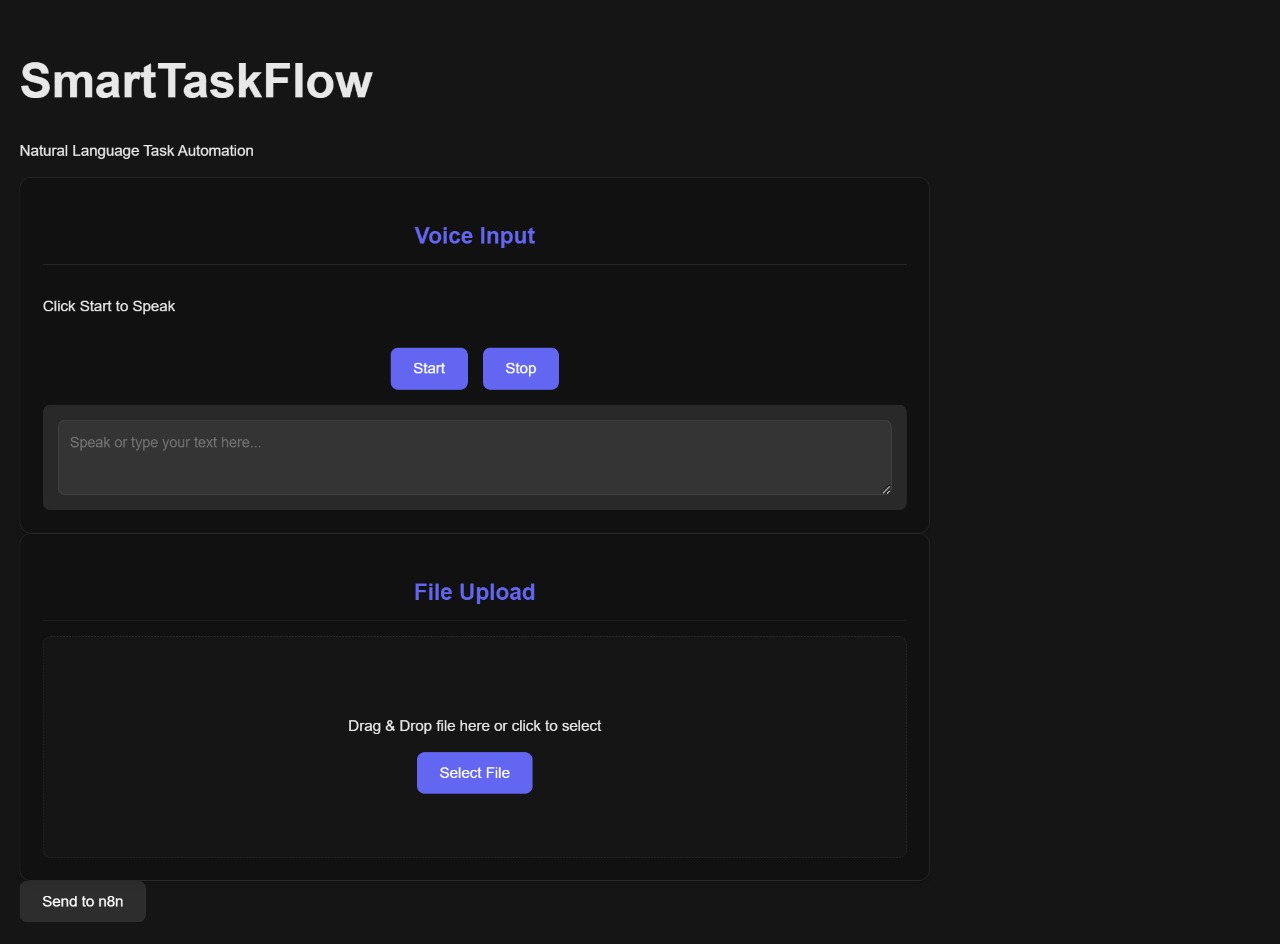 SmartTaskFlow
Natural Language Task Automation
Voice Input
Click Start to Speak
Start
Stop
Speak or type your text here...
File Upload
Drag & Drop file here or click to select
Select File
Send to n8n